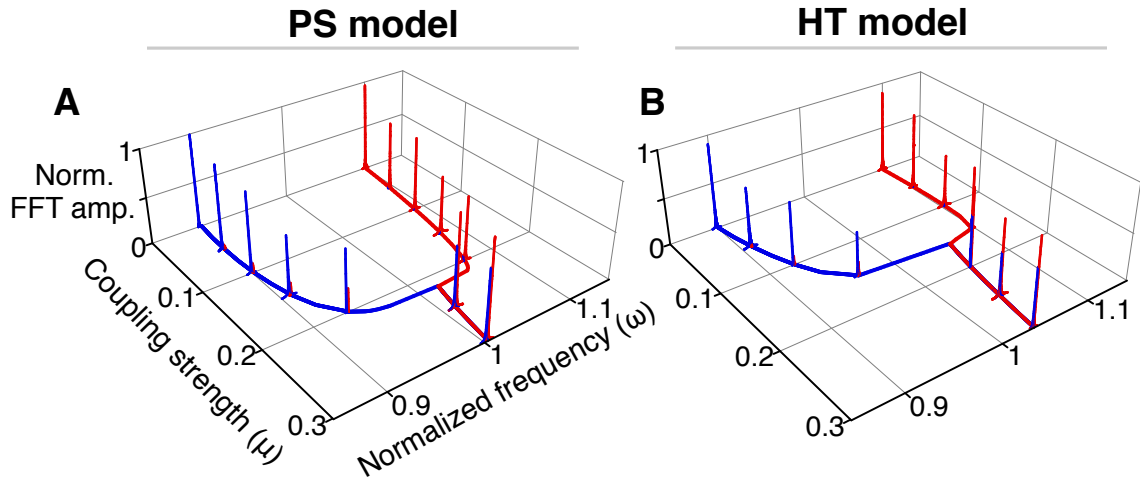 PS model
HT model
A
B
1
Norm.
FFT amp.
0
0.1
0.2
0.3
Coupling strength (μ)
0.9
1
1.1
Normalized frequency (ω)
1
0
0.1
0.2
0.3
0.9
1
1.1